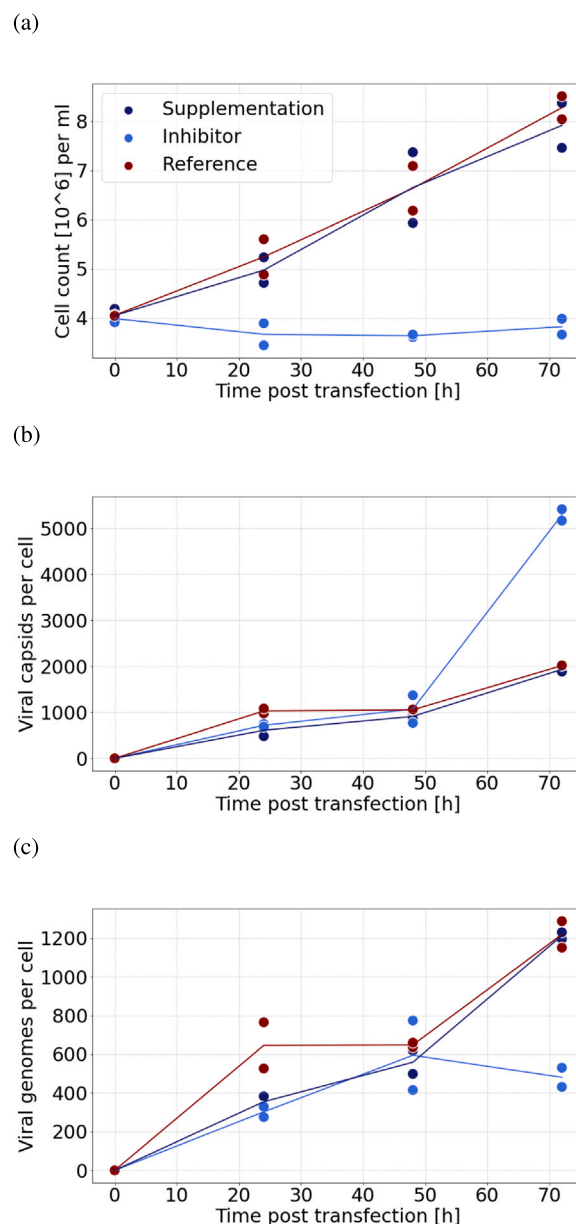 (a)
Supplementation
Inhibitor
Reference
Cell count [10^6] per ml
8
7
6
5
4
0 10 20 30 40 50 60 70
Time post transfection [h]
(b)
Viral capsids per cell
5000
4000
3000
2000
1000
0
0 10 20 30 40 50 60 70
Time post transfection [h]
(c)
Viral genomes per cell
1200
1000
800
600
400
200
0
0 10 20 30 40 50 60 70
Time post transfection [h]